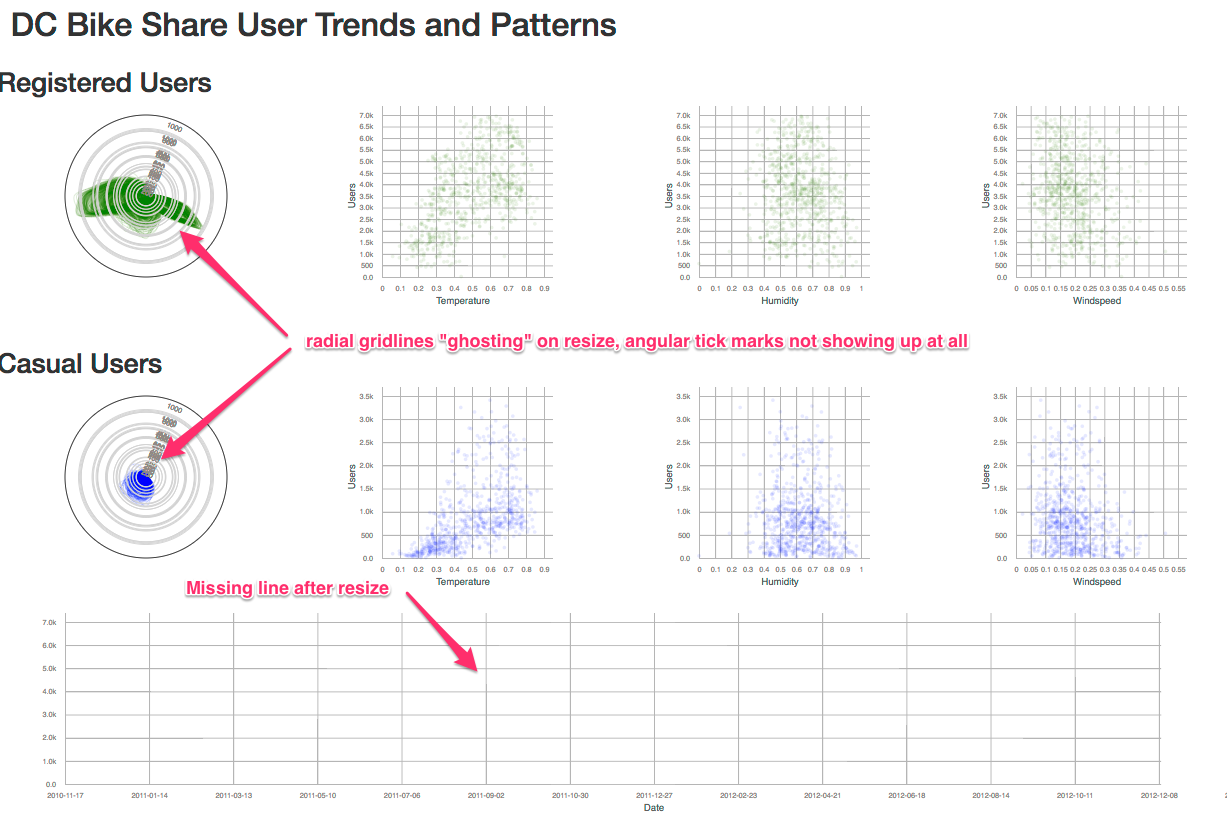 DC Bike Share User Trends and Patterns
Registered Users
1000
7.0k
6.5k
6.0k
5.5k
5.0k
4.5k
4.0k
3.5k
3.0k
2.5k
2.0k
1.5k
1.0k
500
0.0
Users
0 0.1 0.2 0.3 0.4 0.5 0.6 0.7 0.8 0.9
Temperature
7.0k
6.5k
6.0k
5.5k
5.0k
4.5k
4.0k
3.5k
3.0k
2.5k
2.0k
1.5k
1.0k
500
0.0
Users
0 0.1 0.2 0.3 0.4 0.5 0.6 0.7 0.8 0.9 1
Humidity
7.0k
6.5k
6.0k
5.5k
5.0k
4.5k
4.0k
3.5k
3.0k
2.5k
2.0k
1.5k
1.0k
500
0.0
Users
0 0.05 0.1 0.15 0.2 0.25 0.3 0.35 0.4 0.45 0.5 0.55
Windspeed
radial gridlines "ghosting" on resize, angular tick marks not showing up at all
Casual Users
1000
3.5k
3.0k
2.5k
2.0k
1.5k
1.0k
500
0.0
Users
0 0.1 0.2 0.3 0.4 0.5 0.6 0.7 0.8 0.9
Temperature
3.5k
3.0k
2.5k
2.0k
1.5k
1.0k
500
0.0
Users
0 0.1 0.2 0.3 0.4 0.5 0.6 0.7 0.8 0.9 1
Humidity
3.5k
3.0k
2.5k
2.0k
1.5k
1.0k
500
0.0
Users
0 0.05 0.1 0.15 0.2 0.25 0.3 0.35 0.4 0.45 0.5 0.55
Windspeed
Missing line after resize
7.0k
6.0k
5.0k
4.0k
3.0k
2.0k
1.0k
0.0
2010-11-17 2011-01-14 2011-03-13 2011-05-10 2011-07-06 2011-09-02 2011-10-30 2011-12-27 2012-02-23 2012-04-21 2012-06-18 2012-08-14 2012-10-11 2012-12-08
Date